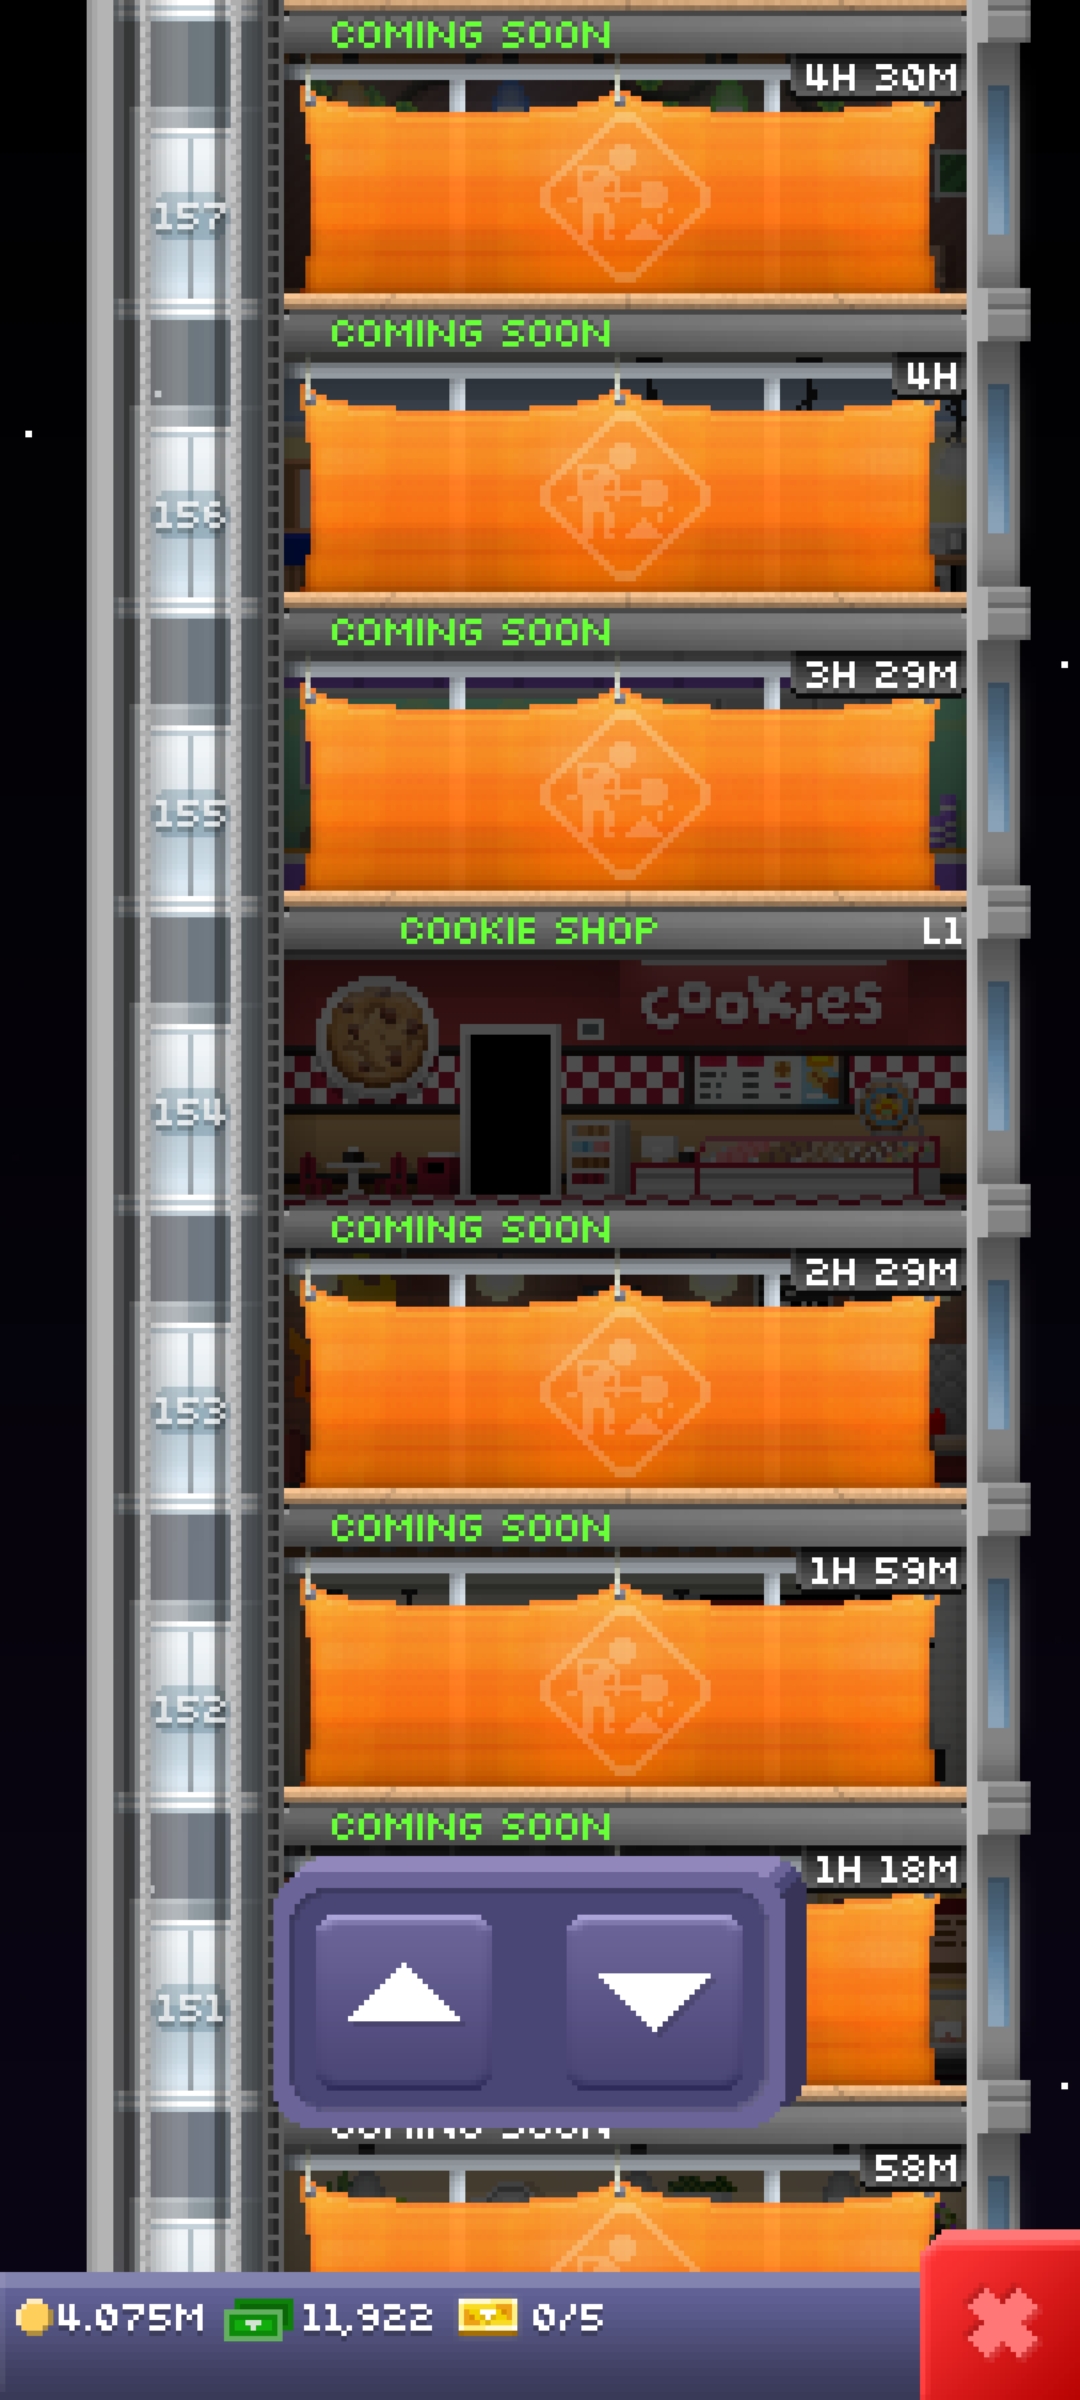 COMING SOON
4H 30M
157
COMING SOON
4H
156
COMING SOON
3H 29M
155
COOKIE SHOP L1
cookies
154
COMING SOON
2H 29M
153
COMING SOON
1H 59M
152
COMING SOON
1H 18M
151
COMING SOON
58M
4.075M 11,922 0/5